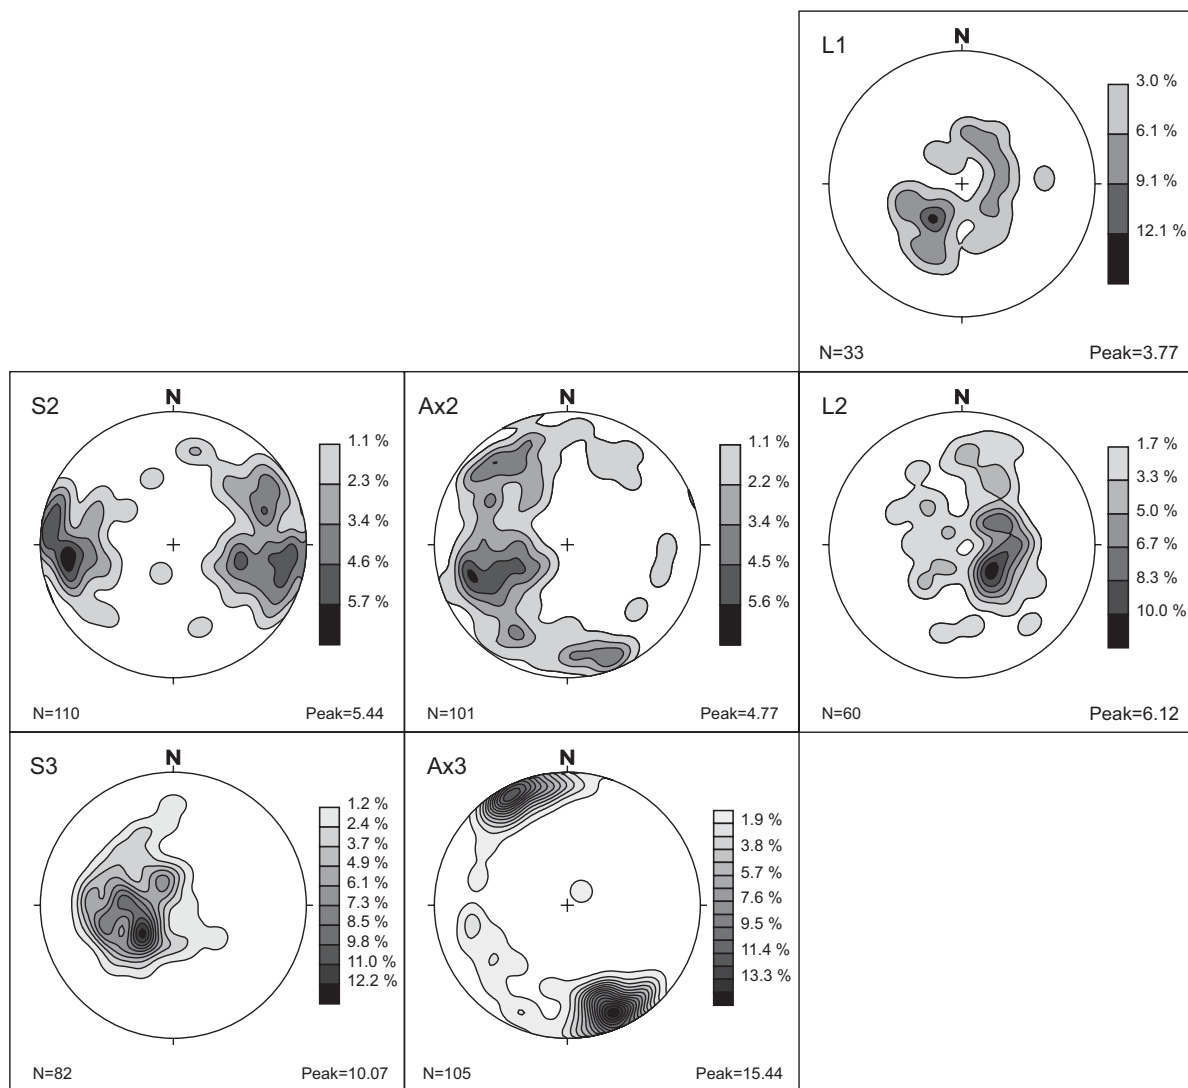 L1
N
3.0 %
6.1 %
9.1 %
12.1 %
N=33
Peak=3.77
S2
N
1.1 %
2.3 %
3.4 %
4.6 %
5.7 %
N=110
Peak=5.44
Ax2
N
1.1 %
2.2 %
3.4 %
4.5 %
5.6 %
N=101
Peak=4.77
L2
N
1.7 %
3.3 %
5.0 %
6.7 %
8.3 %
10.0 %
N=60
Peak=6.12
S3
N
1.2 %
2.4 %
3.7 %
4.9 %
6.1 %
7.3 %
8.5 %
9.8 %
11.0 %
12.2 %
N=82
Peak=10.07
Ax3
N
1.9 %
3.8 %
5.7 %
7.6 %
9.5 %
11.4 %
13.3 %
N=105
Peak=15.44